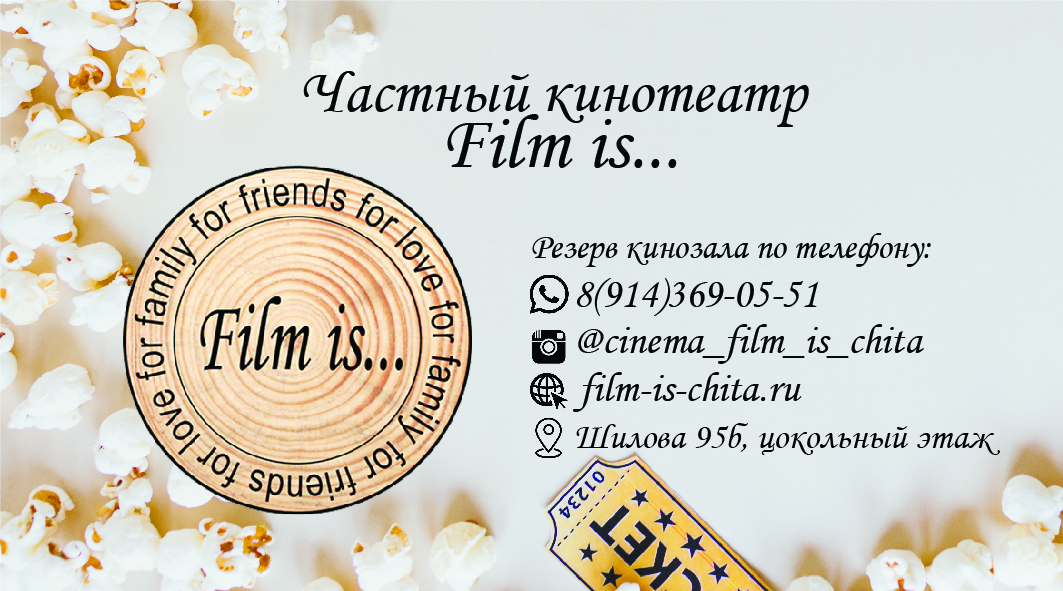 Частный кинотеатр
Film is...
for family for friends for love for family for friends for love
Film is...
Резерв кинозала по телефону:
8(914)369-05-51
@cinema_film_is_chita
film-is-chita.ru
Шилова 95б, цокольный этаж
01234
CKET